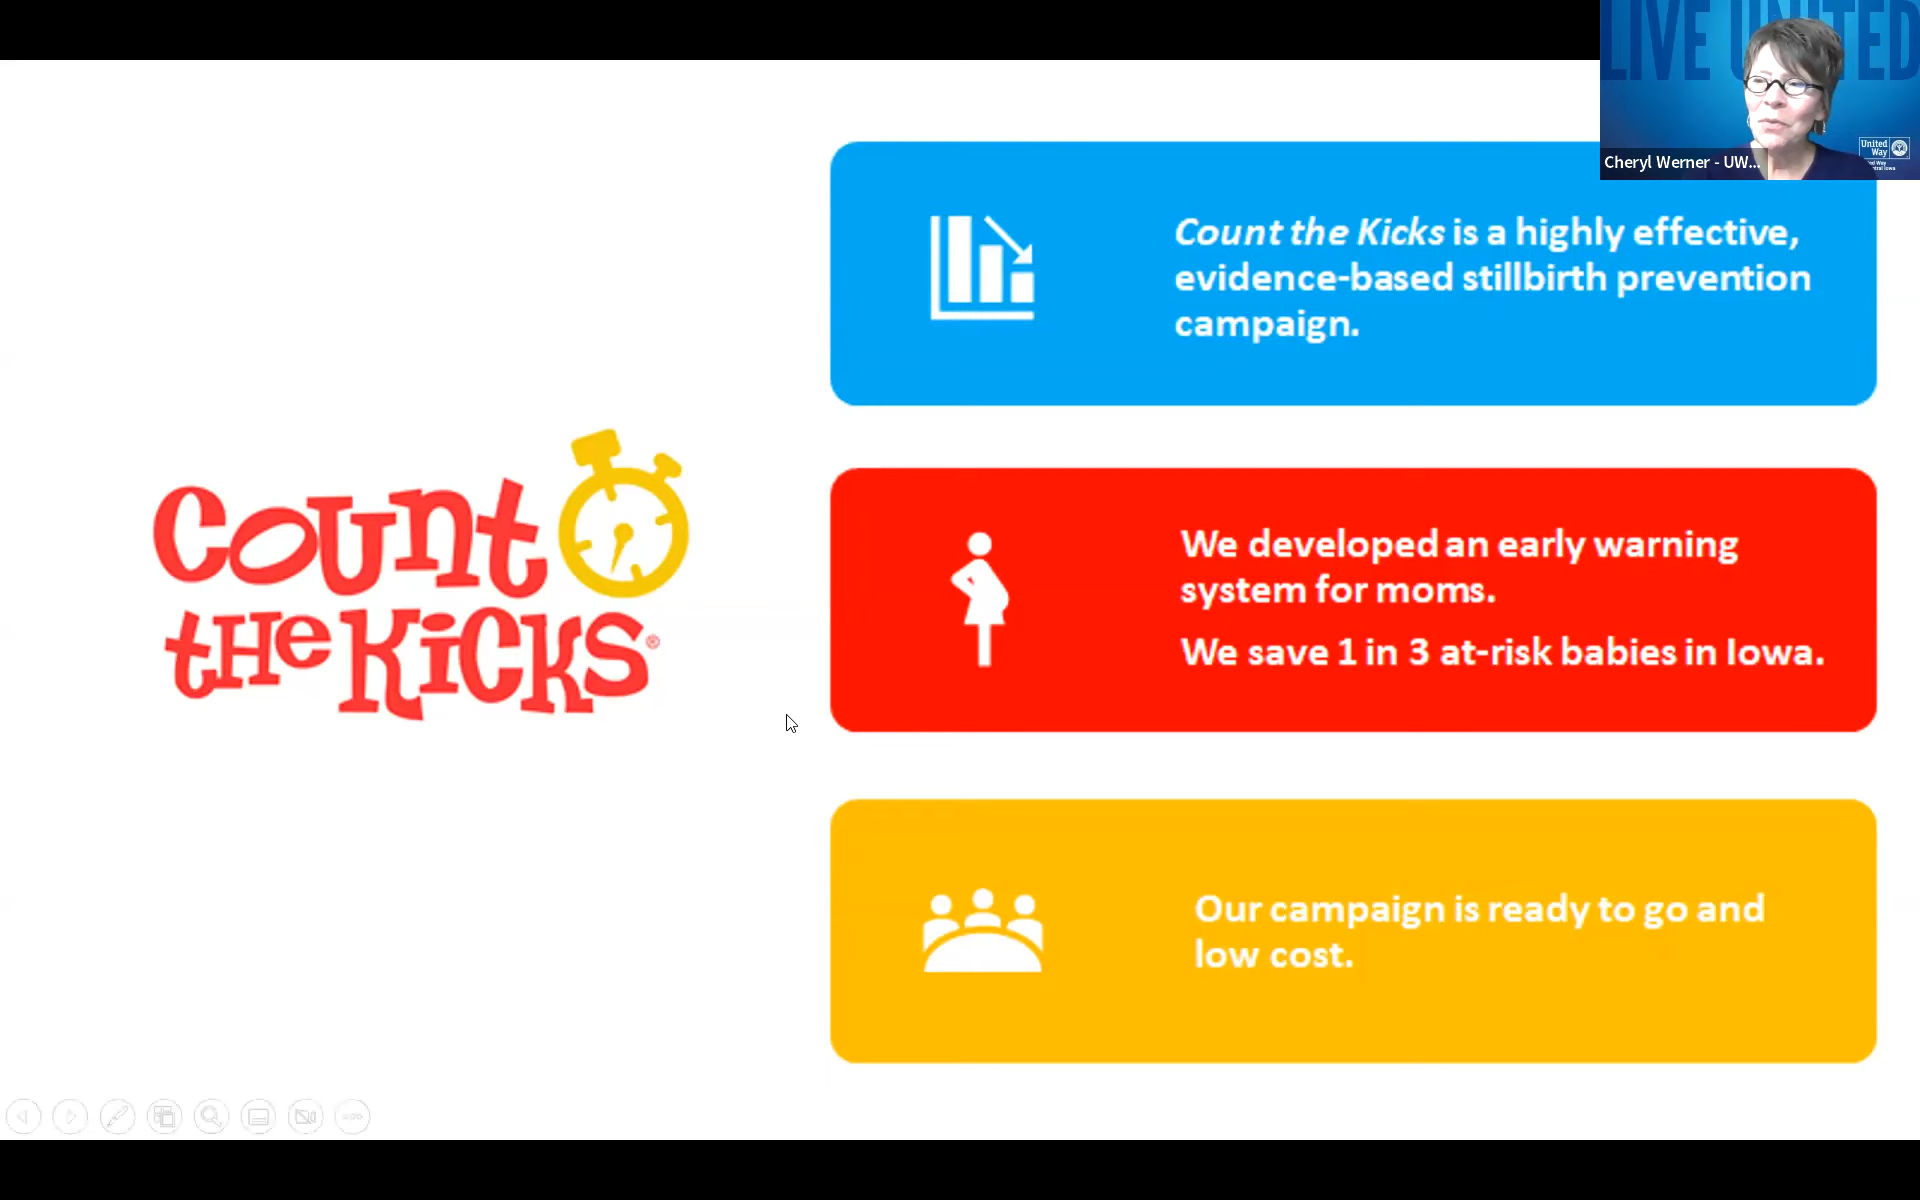 LIVE UNITED
United
Way
Cheryl Werner - UW...
Count the Kicks is a highly effective,
evidence-based stillbirth prevention
campaign.
Count
the Kicks®
We developed an early warning
system for moms.
We save 1 in 3 at-risk babies in Iowa.
Our campaign is ready to go and
low cost.